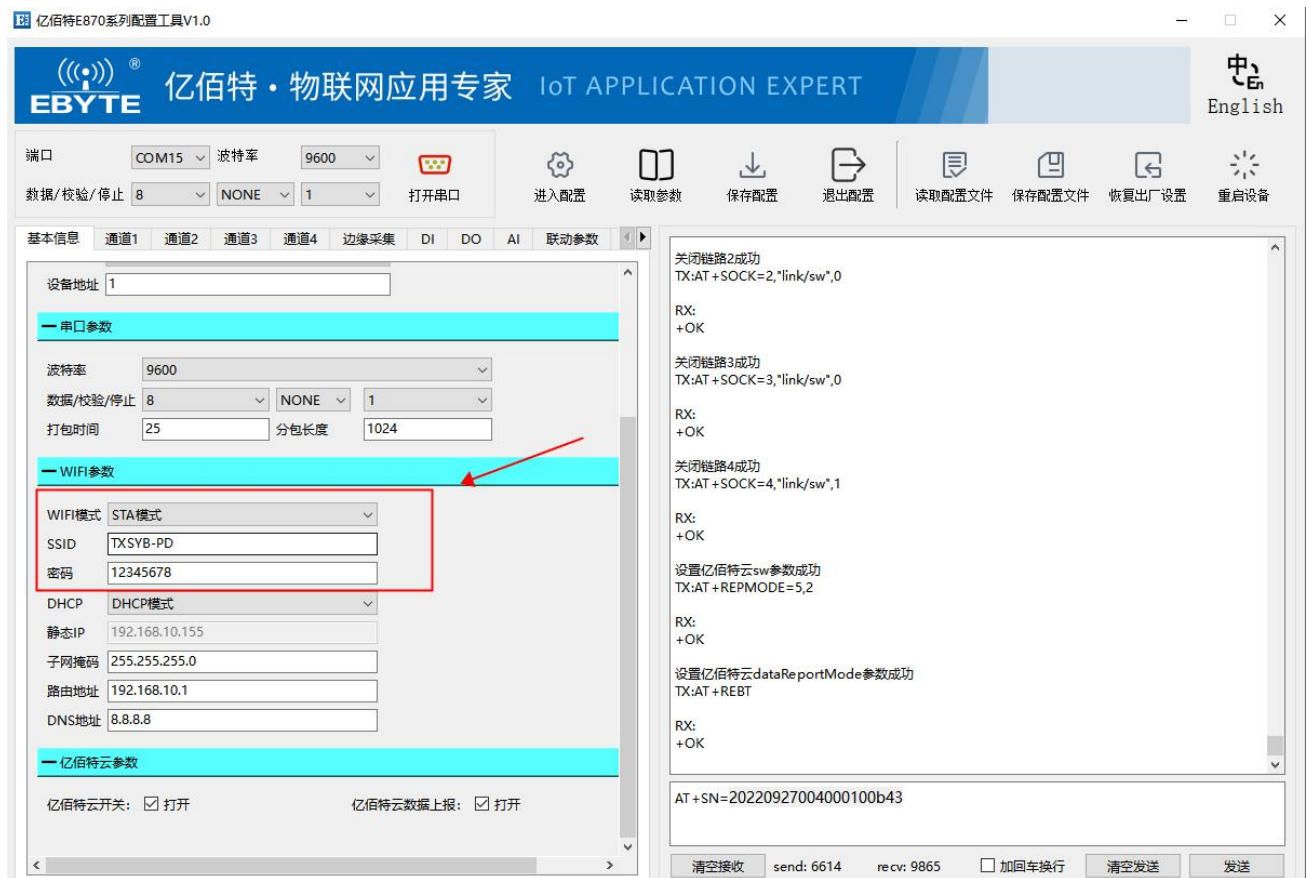 亿佰特E870系列配置工具V1.0
EBYTE ® 亿佰特·物联网应用专家 IoT APPLICATION EXPERT
中 En
English
端口 COM15 波特率 9600
数据/校验/停止 8 NONE 1
打开串口 进入配置 读取参数 保存配置 退出配置 读取配置文件 保存配置文件 恢复出厂设置 重启设备
基本信息 通道1 通道2 通道3 通道4 边缘采集 DI DO AI 联动参数
设备地址 1
串口参数
波特率 9600
数据/校验/停止 8 NONE 1
打包时间 25 分包长度 1024
WIFI参数
WIFI模式 STA模式
SSID TXSYB-PD
密码 12345678
DHCP DHCP模式
静态IP 192.168.10.155
子网掩码 255.255.255.0
路由地址 192.168.10.1
DNS地址 8.8.8.8
亿佰特云参数
亿佰特云开关: 打开 亿佰特云数据上报: 打开
关闭链路2成功
TX:AT+SOCK=2,"link/sw",0
RX:
+OK
关闭链路3成功
TX:AT+SOCK=3,"link/sw",0
RX:
+OK
关闭链路4成功
TX:AT+SOCK=4,"link/sw",1
RX:
+OK
设置亿佰特云sw参数成功
TX:AT+REPMODE=5,2
RX:
+OK
设置亿佰特云dataReportMode参数成功
TX:AT+REBT
RX:
+OK
AT+SN=20220927004000100b43
清空接收 send: 6614 recv: 9865 加回车换行 清空发送 发送